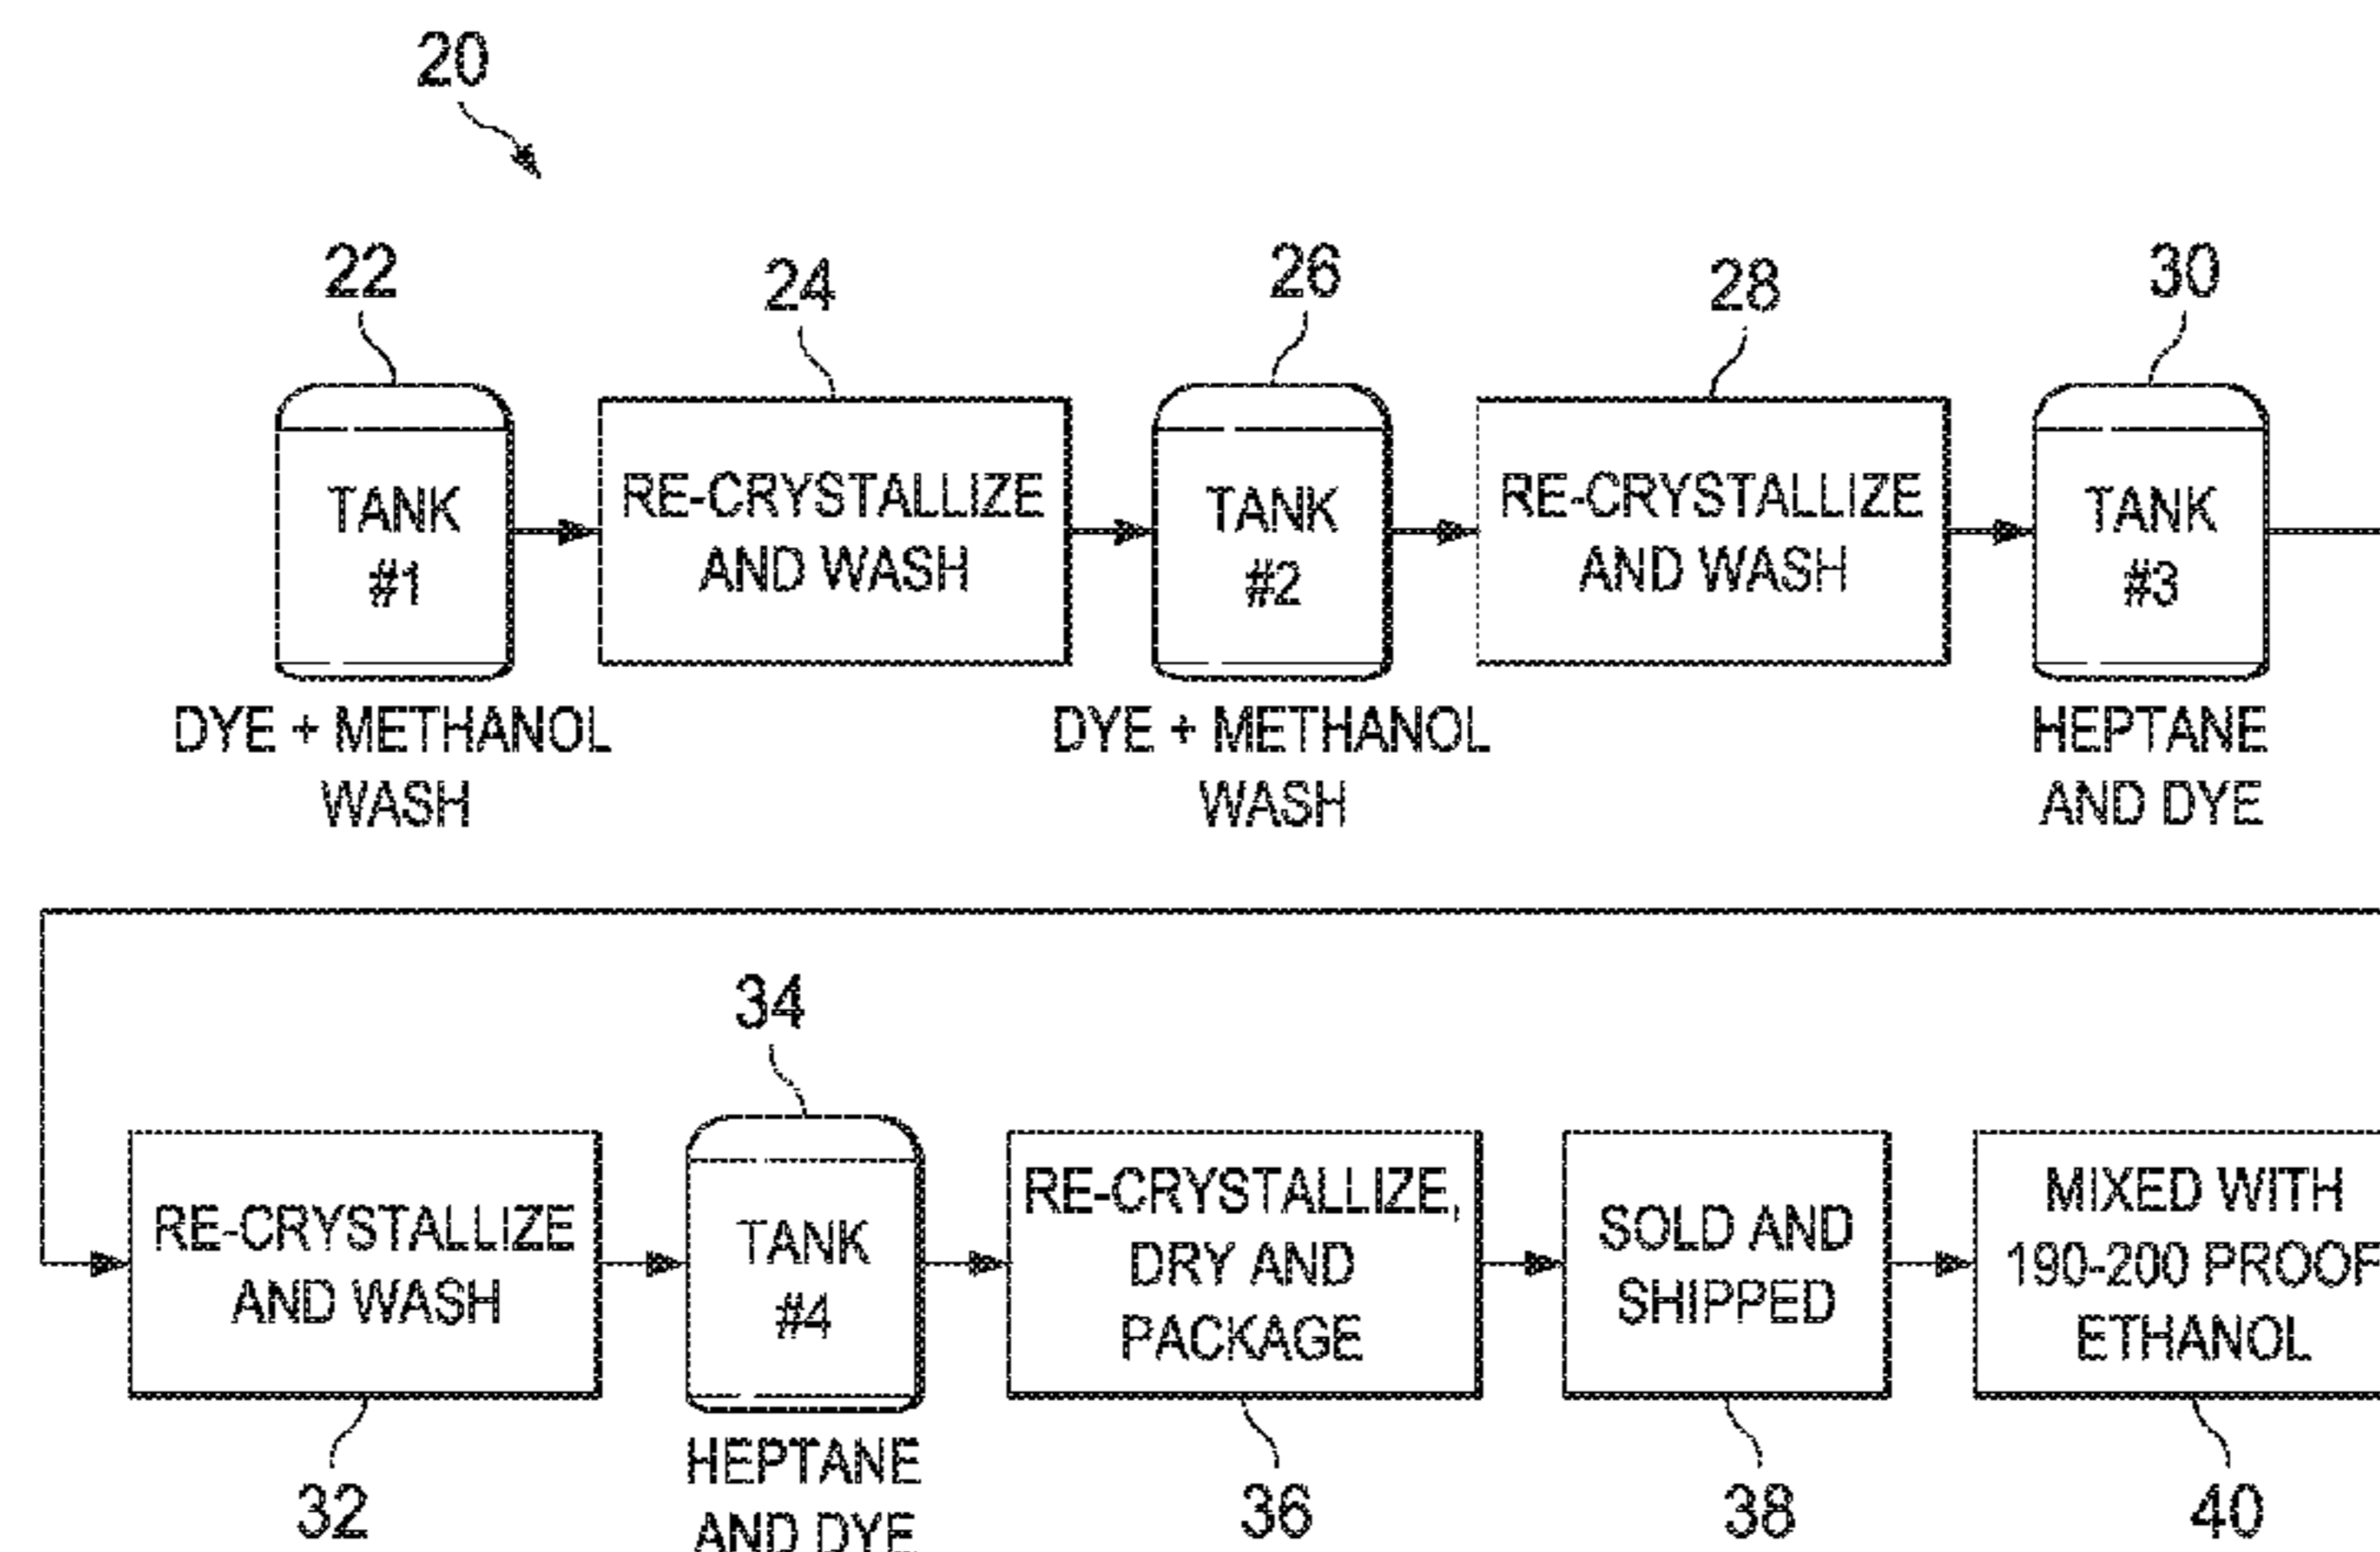 20
22
24
26
28
30
TANK
#1
RE-CRYSTALLIZE
AND WASH
TANK
#2
RE-CRYSTALLIZE
AND WASH
TANK
#3
DYE + METHANOL
WASH
DYE + METHANOL
WASH
HEPTANE
AND DYE
34
RE-CRYSTALLIZE
AND WASH
TANK
#4
RE-CRYSTALLIZE,
DRY AND
PACKAGE
SOLD AND
SHIPPED
MIXED WITH
190-200 PROOF
ETHANOL
HEPTANE
AND DYE
32
36
38
40